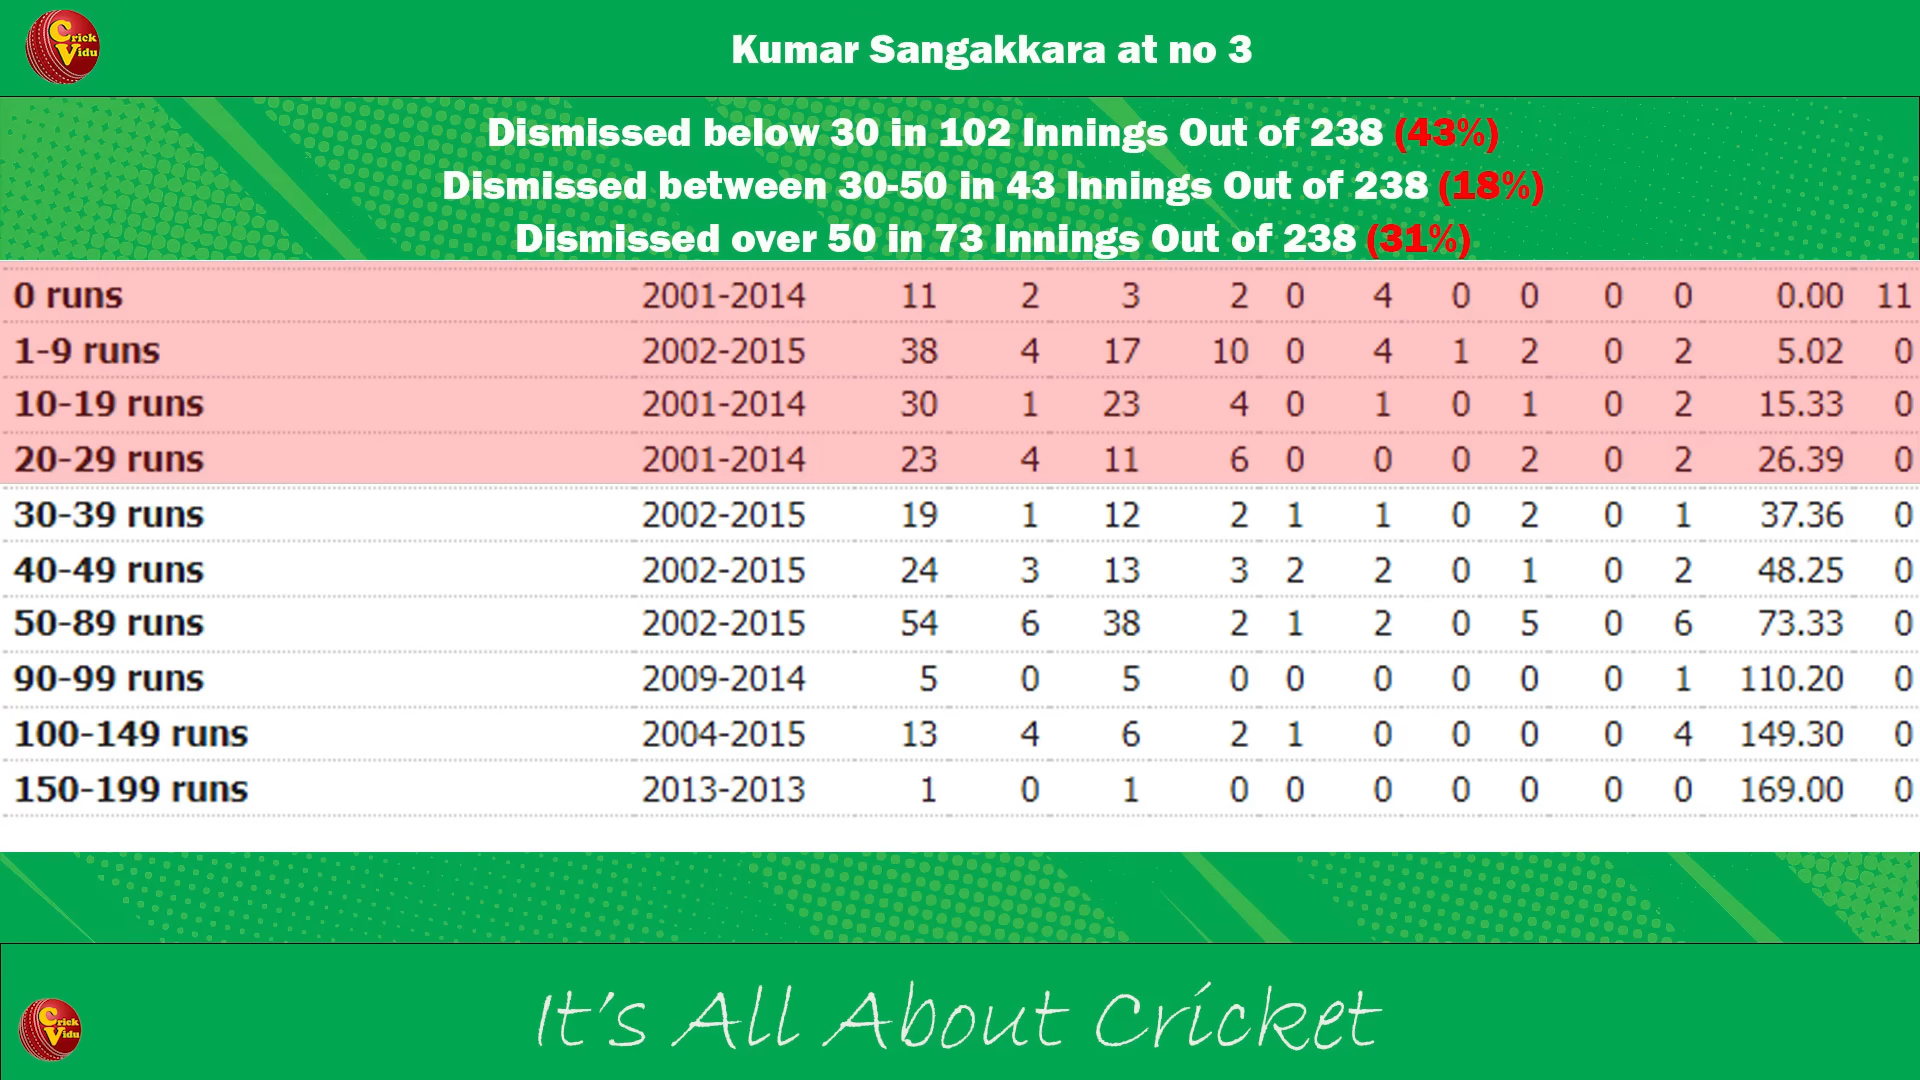 Crick
Vidu
Kumar Sangakkara at no 3
Dismissed below 30 in 102 Innings Out of 238 (43%)
Dismissed between 30-50 in 43 Innings Out of 238 (18%)
Dismissed over 50 in 73 Innings Out of 238 (31%)
0 runs 2001-2014 11 2 3 2 0 4 0 0 0 0 0.00 11
1-9 runs 2002-2015 38 4 17 10 0 4 1 2 0 2 5.02 0
10-19 runs 2001-2014 30 1 23 4 0 1 0 1 0 2 15.33 0
20-29 runs 2001-2014 23 4 11 6 0 0 0 2 0 2 26.39 0
30-39 runs 2002-2015 19 1 12 2 1 1 0 2 0 1 37.36 0
40-49 runs 2002-2015 24 3 13 3 2 2 0 1 0 2 48.25 0
50-89 runs 2002-2015 54 6 38 2 1 2 0 5 0 6 73.33 0
90-99 runs 2009-2014 5 0 5 0 0 0 0 0 0 1 110.20 0
100-149 runs 2004-2015 13 4 6 2 1 0 0 0 0 4 149.30 0
150-199 runs 2013-2013 1 0 1 0 0 0 0 0 0 0 169.00 0
It's All About Cricket
Crick
Vidu